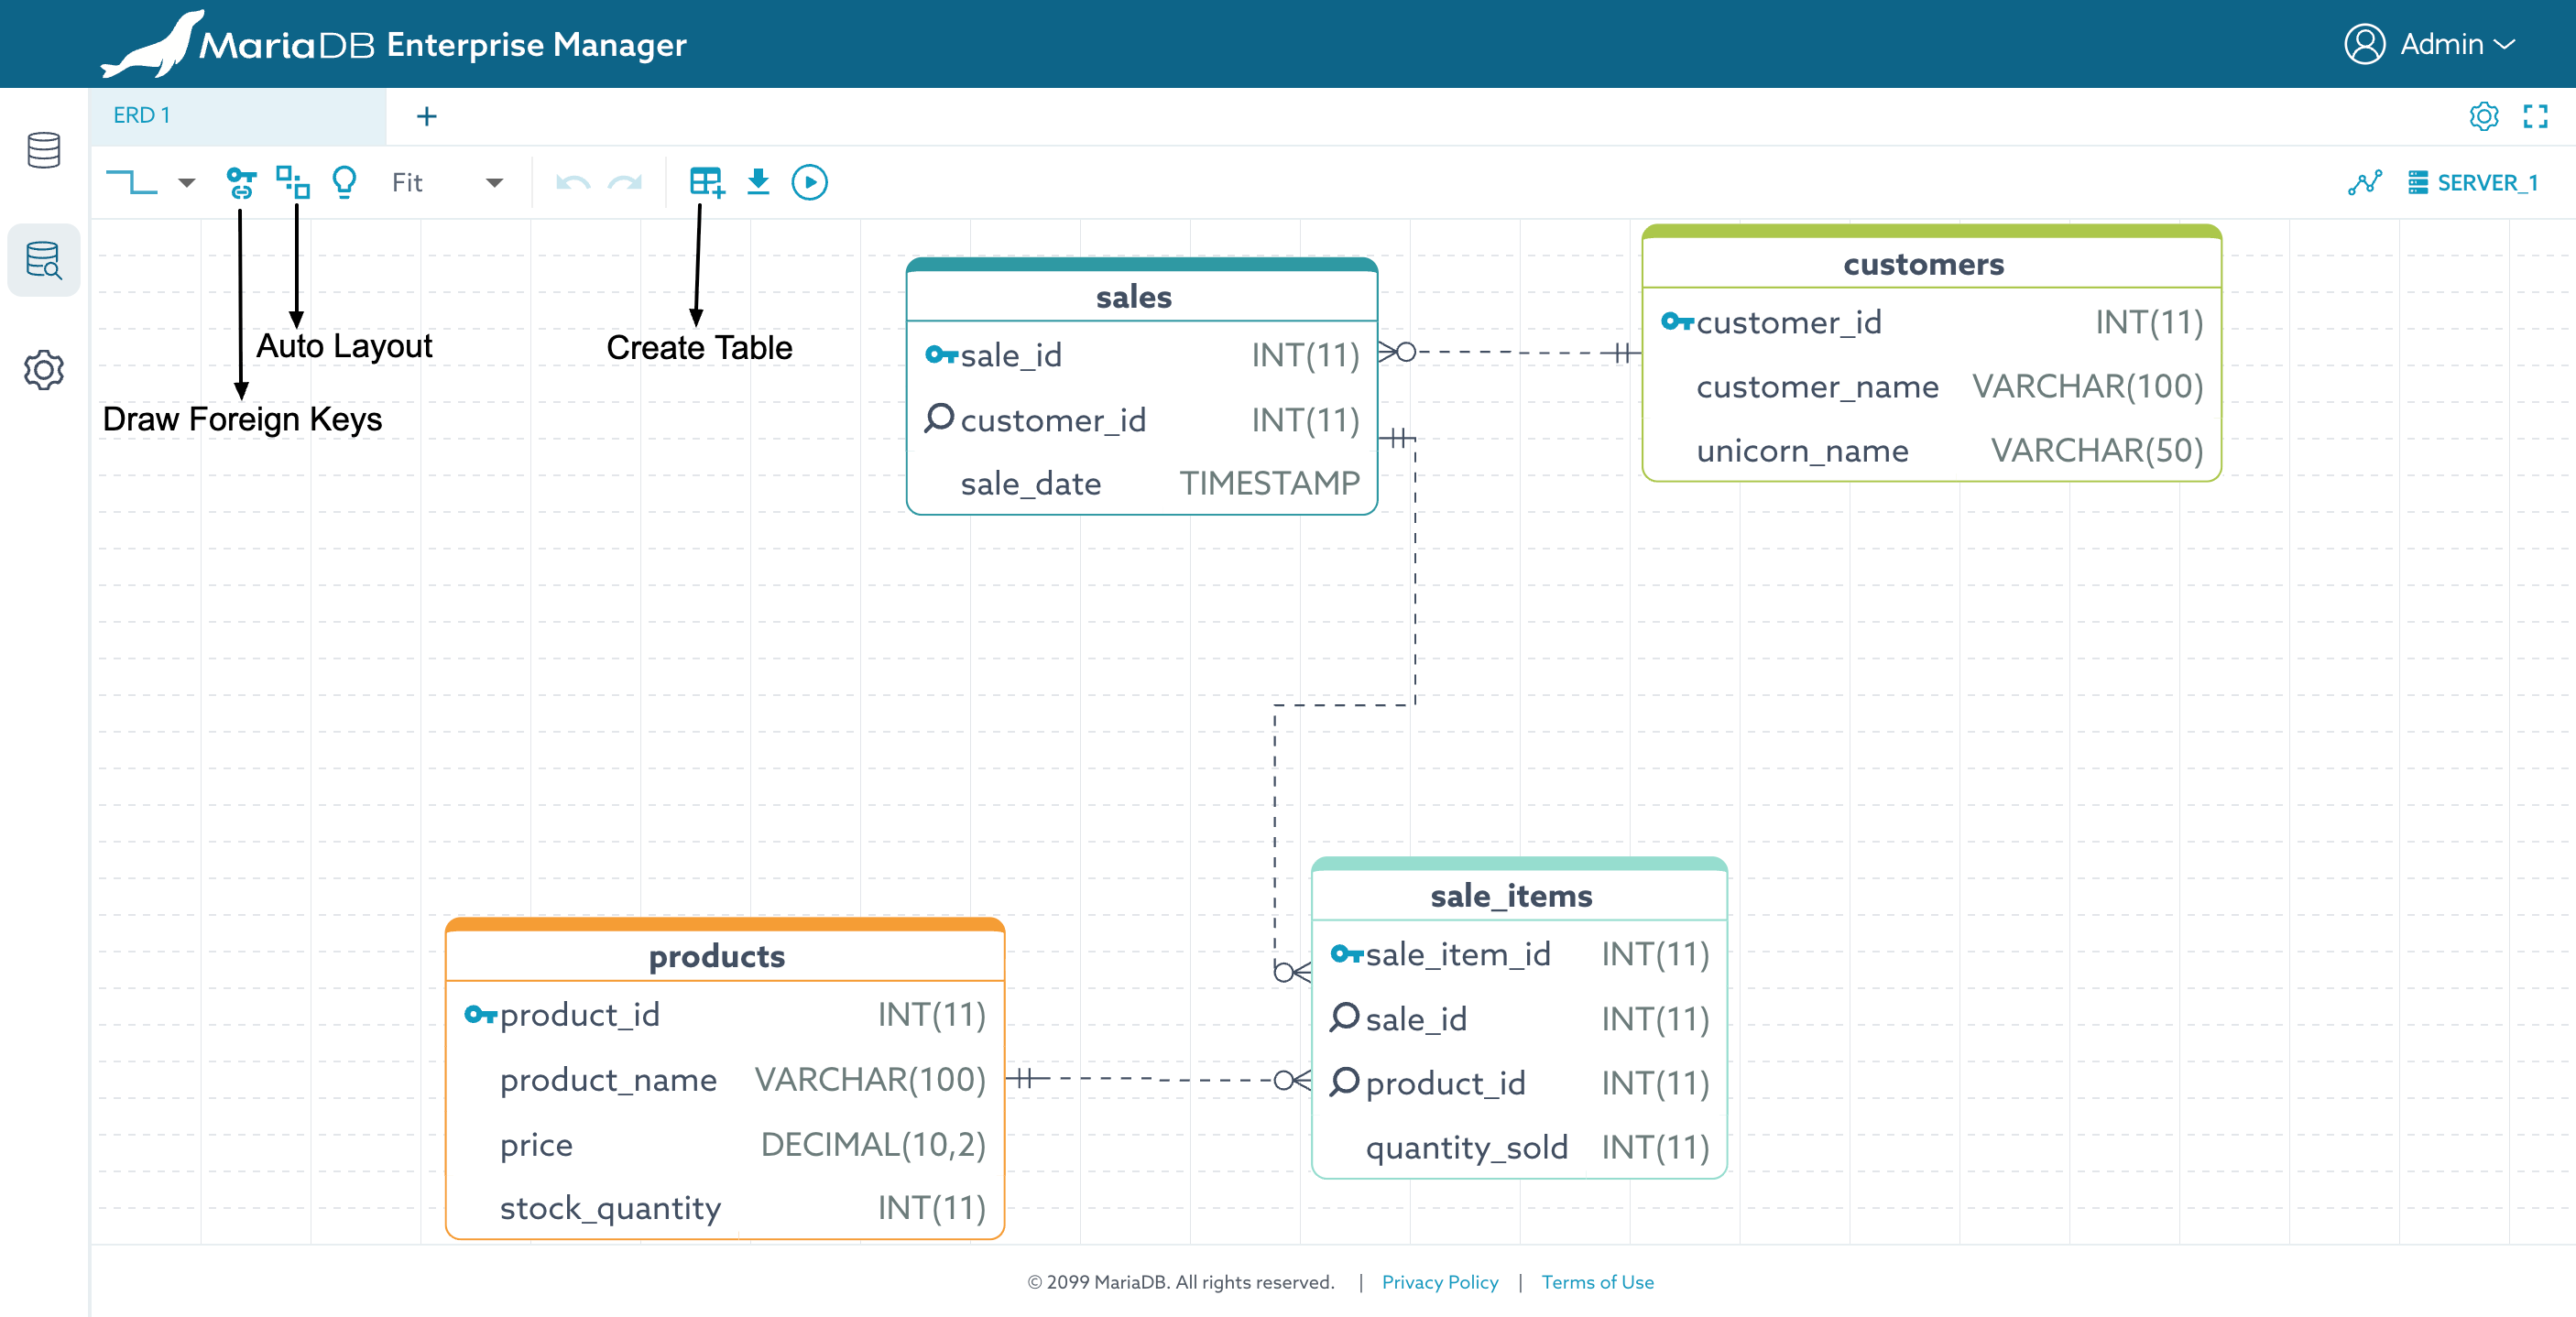 MariaDB Enterprise Manager
Admin
ERD 1
Fit
SERVER_1
Auto Layout
Create Table
Draw Foreign Keys
sales
sale_id INT(11)
customer_id INT(11)
sale_date TIMESTAMP
customers
customer_id INT(11)
customer_name VARCHAR(100)
unicorn_name VARCHAR(50)
products
product_id INT(11)
product_name VARCHAR(100)
price DECIMAL(10,2)
stock_quantity INT(11)
sale_items
sale_item_id INT(11)
sale_id INT(11)
product_id INT(11)
quantity_sold INT(11)
© 2099 MariaDB. All rights reserved. | Privacy Policy | Terms of Use